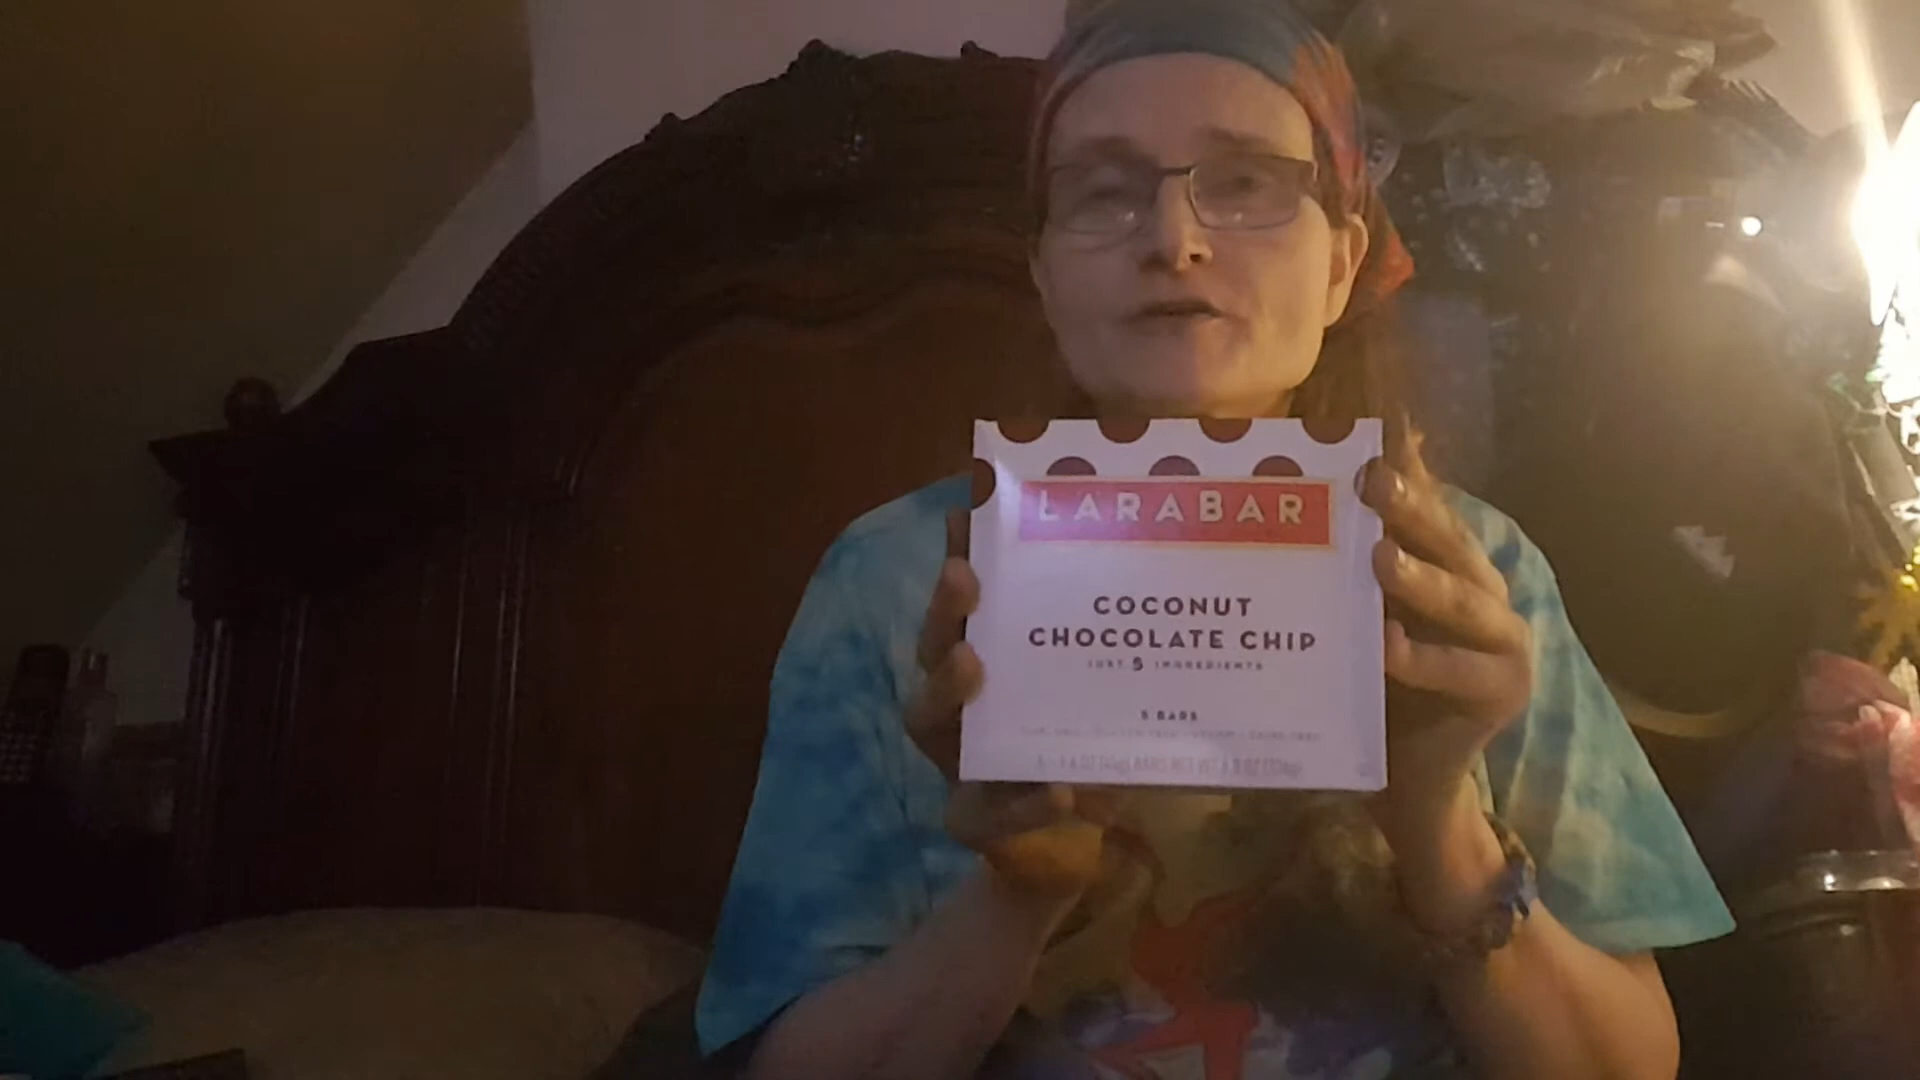 LARABAR
COCONUT
CHOCOLATE CHIP
JUST 5 INGREDIENTS
5 BARS